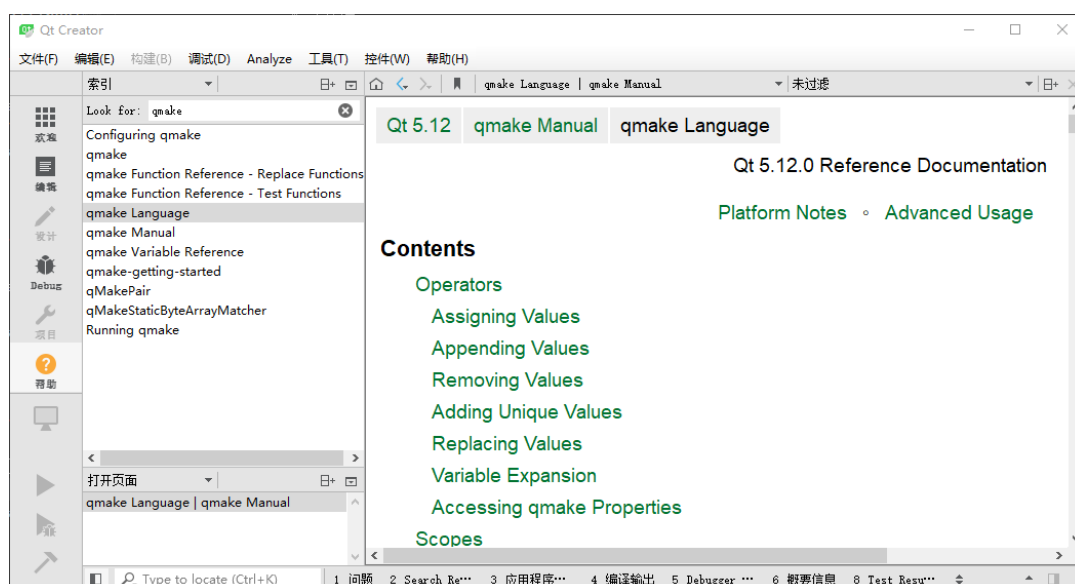 Qt Creator
文件(F) 编辑(E) 构建(B) 调试(D) Analyze 工具(T) 控件(W) 帮助(H)
索引
qmake Language | qmake Manual
未过滤
Look for: qmake
欢迎
编辑
设计
Debug
项目
帮助
Configuring qmake
qmake
qmake Function Reference - Replace Functions
qmake Function Reference - Test Functions
qmake Language
qmake Manual
qmake Variable Reference
qmake-getting-started
qMakePair
qMakeStaticByteArrayMatcher
Running qmake
打开页面
qmake Language | qmake Manual
Qt 5.12 qmake Manual qmake Language
Qt 5.12.0 Reference Documentation
Platform Notes ◦ Advanced Usage
Contents
Operators
Assigning Values
Appending Values
Removing Values
Adding Unique Values
Replacing Values
Variable Expansion
Accessing qmake Properties
Scopes
Type to locate (Ctrl+K) 1 问题 2 Search Re··· 3 应用程序··· 4 编译输出 5 Debugger ··· 6 概要信息 8 Test Resu···